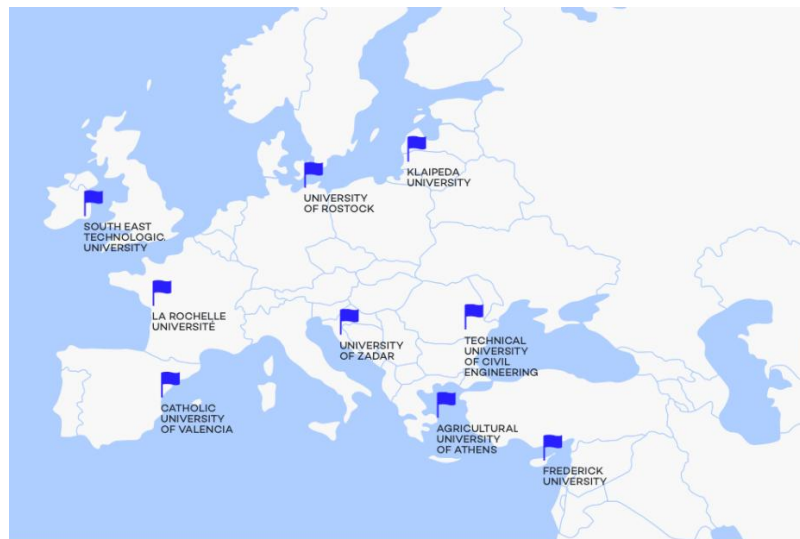 KLAIPEDA
UNIVERSITY
UNIVERSITY
OF ROSTOCK
SOUTH EAST
TECHNOLOGIC.
UNIVERSITY
LA ROCHELLE
UNIVERSITÉ
UNIVERSITY
OF ZADAR
TECHNICAL
UNIVERSITY
OF CIVIL
ENGINEERING
CATHOLIC
UNIVERSITY
OF VALENCIA
AGRICULTURAL
UNIVERSITY
OF ATHENS
FREDERICK
UNIVERSITY